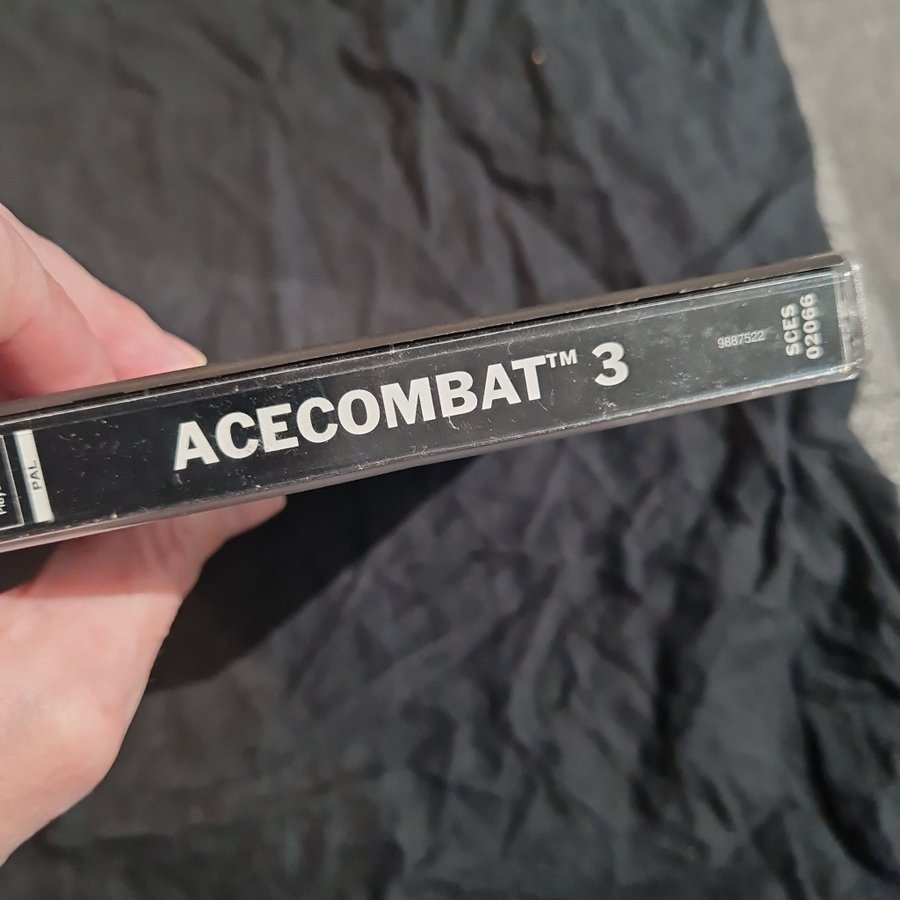 PAL
ACECOMBAT™ 3
9887522
SCES
02066